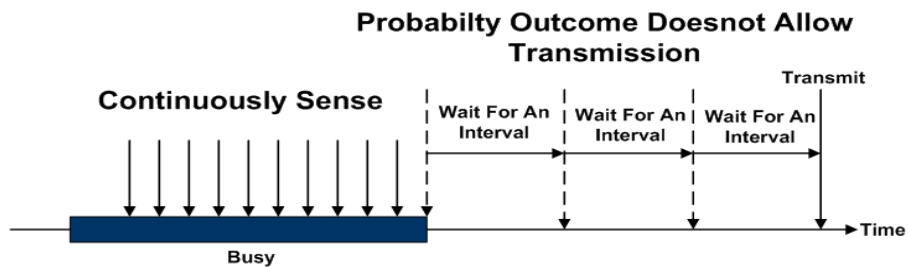 Probabilty Outcome Doesnot Allow
Transmission
Transmit
Continuously Sense
Wait For An
Interval
Wait For An
Interval
Wait For An
Interval
Time
Busy